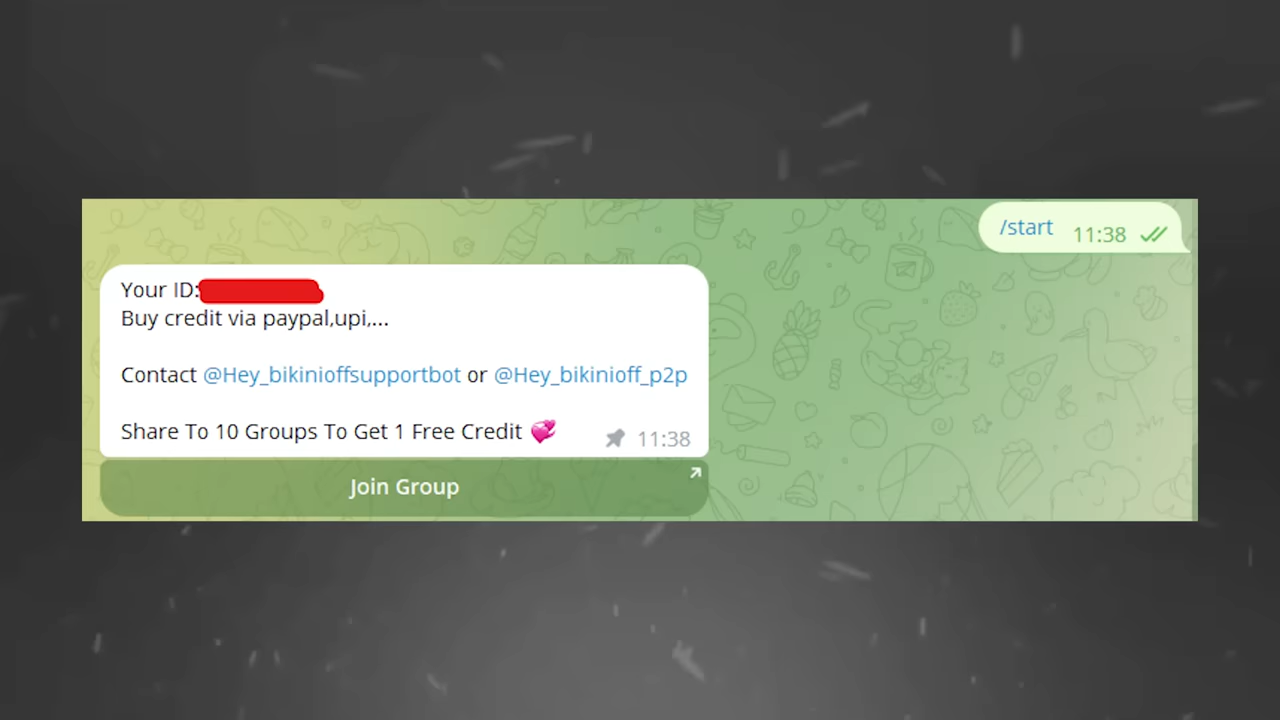 /start 11:38
Your ID:
Buy credit via paypal,upi,...
Contact @Hey_bikinioffsupportbot or @Hey_bikinioff_p2p
Share To 10 Groups To Get 1 Free Credit 💞
11:38
Join Group